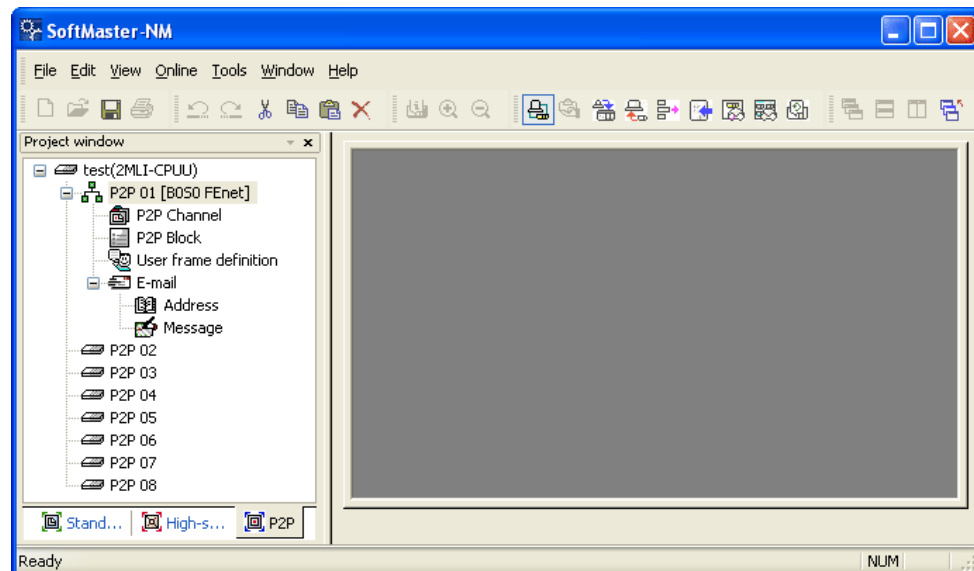 SoftMaster-NM
File Edit View Online Tools Window Help
Project window
test(2MLI-CPUU)
P2P 01 [B0S0 FEnet]
P2P Channel
P2P Block
User frame definition
E-mail
Address
Message
P2P 02
P2P 03
P2P 04
P2P 05
P2P 06
P2P 07
P2P 08
Stand... High-s... P2P
Ready NUM